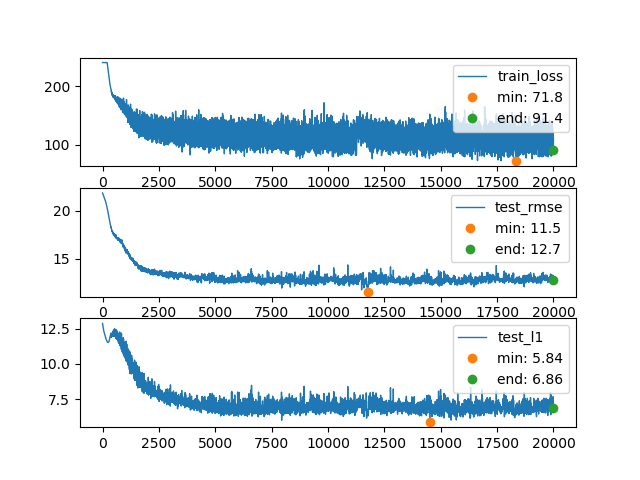 train_loss
min: 71.8
end: 91.4
200
100
0 2500 5000 7500 10000 12500 15000 17500 20000
test_rmse
min: 11.5
end: 12.7
20
15
0 2500 5000 7500 10000 12500 15000 17500 20000
test_l1
min: 5.84
end: 6.86
12.5
10.0
7.5
0 2500 5000 7500 10000 12500 15000 17500 20000